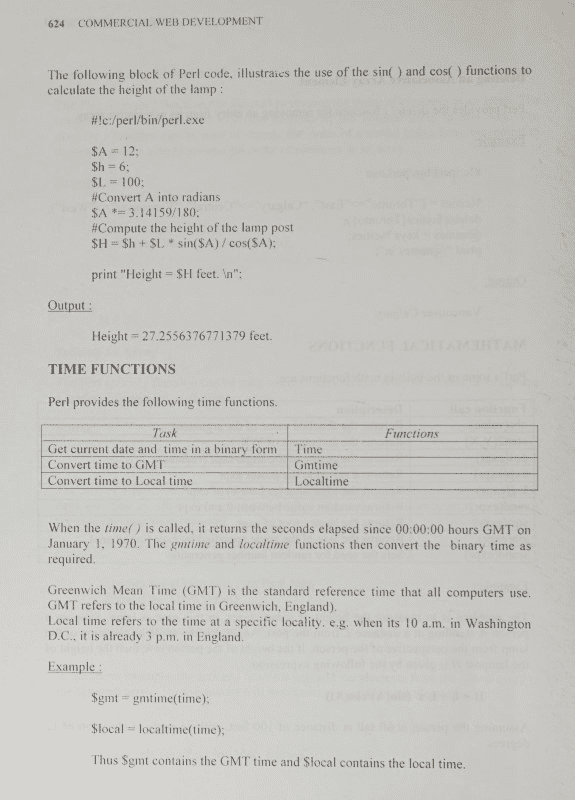 624 COMMERCIAL WEB DEVELOPMENT
The following block of Perl code, illustrates the use of the sin( ) and cos( ) functions to
calculate the height of the lamp :
#!c:/perl/bin/perl.exe
$A = 12;
$h = 6;
$L = 100;
#Convert A into radians
$A *= 3.14159/180;
#Compute the height of the lamp post
$H = $h + $L * sin($A) / cos($A);
print "Height = $H feet. \n";
Output :
Height = 27.2556376771379 feet.
TIME FUNCTIONS
Perl provides the following time functions.
Task Functions
Get current date and time in a binary form Time
Convert time to GMT Gmtime
Convert time to Local time Localtime
When the time( ) is called, it returns the seconds elapsed since 00:00:00 hours GMT on
January 1, 1970. The gmtime and localtime functions then convert the binary time as
required.
Greenwich Mean Time (GMT) is the standard reference time that all computers use.
GMT refers to the local time in Greenwich, England).
Local time refers to the time at a specific locality. e.g. when its 10 a.m. in Washington
D.C., it is already 3 p.m. in England.
Example :
$gmt = gmtime(time);
$local = localtime(time);
Thus $gmt contains the GMT time and $local contains the local time.